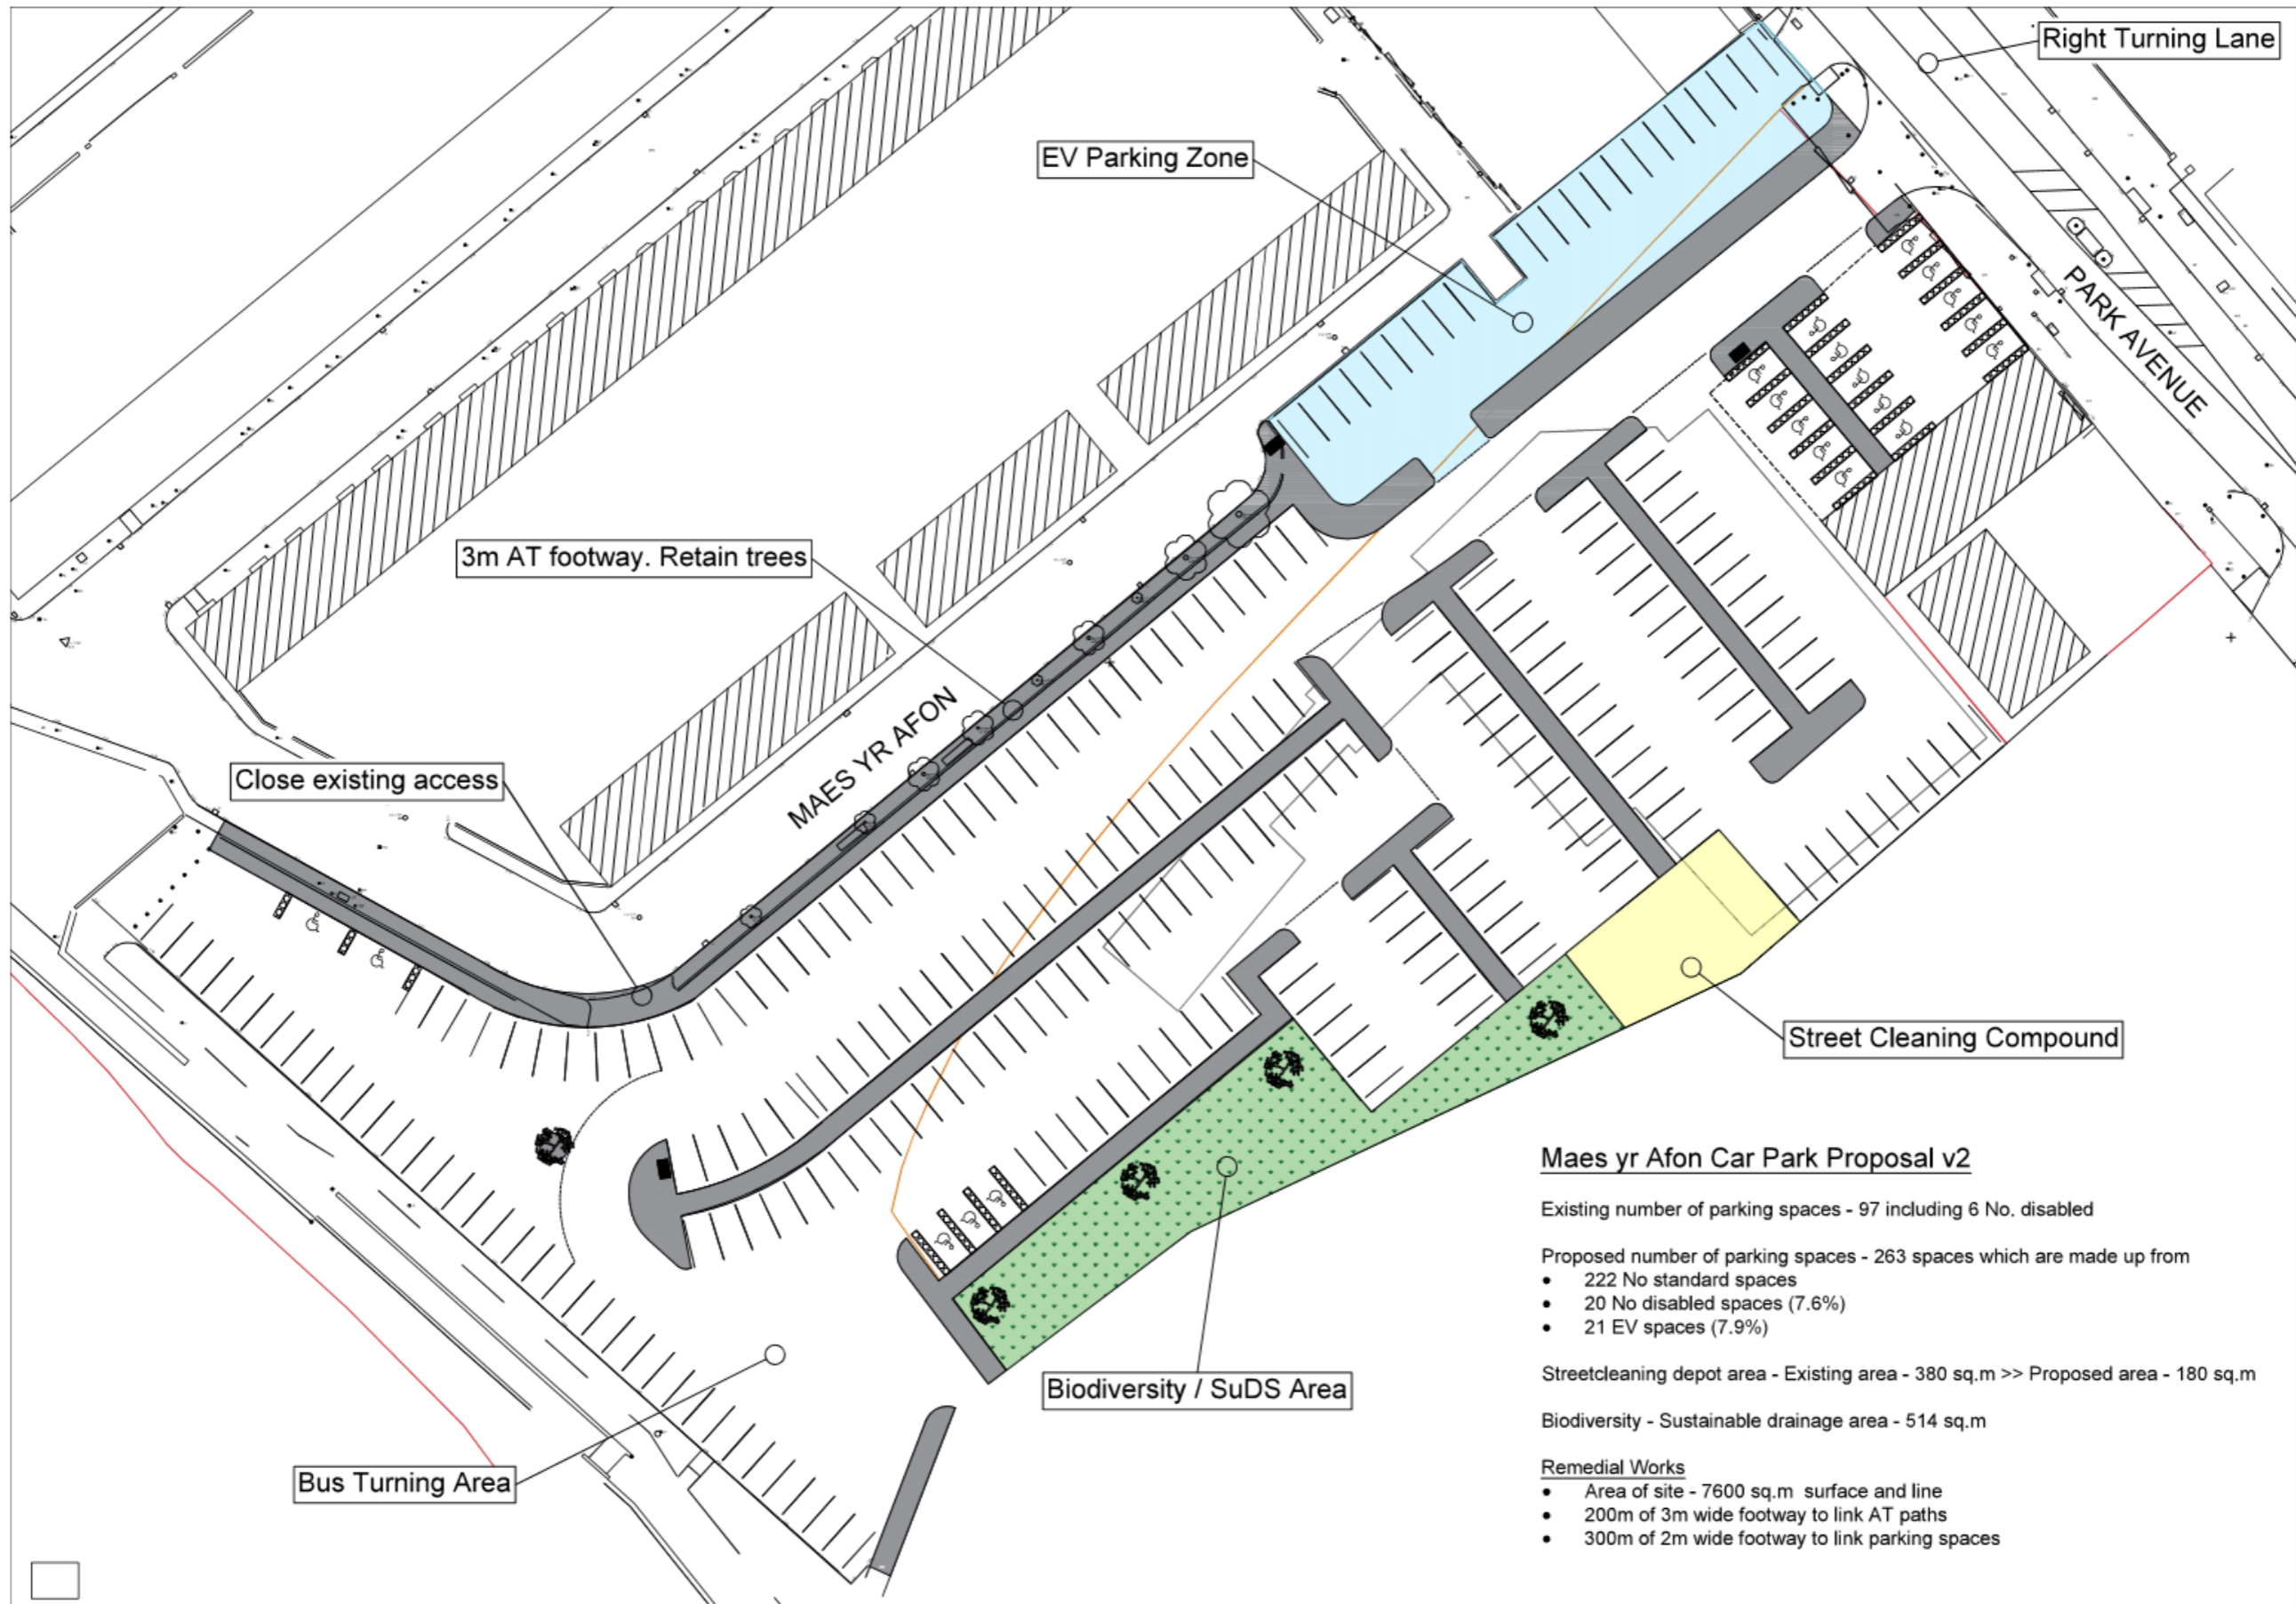 Right Turning Lane
EV Parking Zone
PARK AVENUE
3m AT footway. Retain trees
MAES YR AFON
Close existing access
Street Cleaning Compound
Biodiversity / SuDS Area
Bus Turning Area
Maes yr Afon Car Park Proposal v2
Existing number of parking spaces - 97 including 6 No. disabled
Proposed number of parking spaces - 263 spaces which are made up from
• 222 No standard spaces
• 20 No disabled spaces (7.6%)
• 21 EV spaces (7.9%)
Streetcleaning depot area - Existing area - 380 sq.m >> Proposed area - 180 sq.m
Biodiversity - Sustainable drainage area - 514 sq.m
Remedial Works
• Area of site - 7600 sq.m surface and line
• 200m of 3m wide footway to link AT paths
• 300m of 2m wide footway to link parking spaces